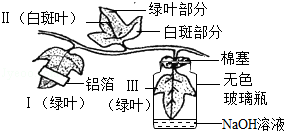 II（白斑叶）
绿叶部分
白斑部分
棉塞
铝箔
I（绿叶）
III
（绿叶）
无色
玻璃瓶
NaOH溶液